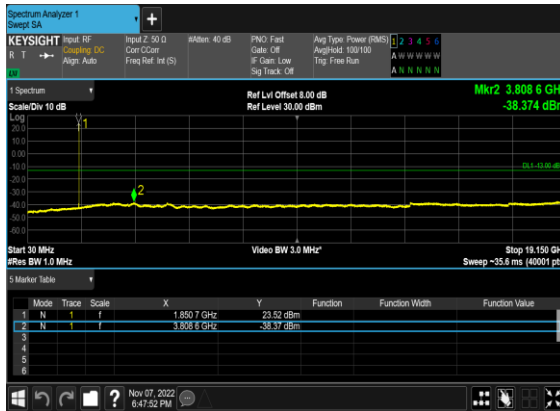 Spectrum Analyzer 1
Swept SA
+
KEYSIGHT Input: RF Input Z: 50 Ω #Atten: 40 dB PNO: Fast Avg Type: Power (RMS) 1 2 3 4 5 6
R T Coupling: DC Corr CCorr Gate: Off Avg|Hold: 100/100 A W W W W W
Align: Auto Freq Ref: Int (S) IF Gain: Low Trig: Free Run
LXI Sig Track: Off A N N N N N
1 Spectrum Ref Lvl Offset 8.00 dB Mkr2 3.808 6 GHz
Scale/Div 10 dB Ref Level 30.00 dBm -38.374 dBm
Log
20.0
10.0
0.00
-10.0
-20.0
-30.0
-40.0
-50.0
-60.0
1
DL1 -13.00 dB
2
Start 30 MHz Video BW 3.0 MHz* Stop 19.150 GH
#Res BW 1.0 MHz Sweep ~35.6 ms (40001 pt
5 Marker Table
Mode Trace Scale X Y Function Function Width Function Value
1 N 1 f 1.850 7 GHz 23.52 dBm
2 N 1 f 3.808 6 GHz -38.37 dBm
3
4
5
6
? Nov 07, 2022
6:47:52 PM